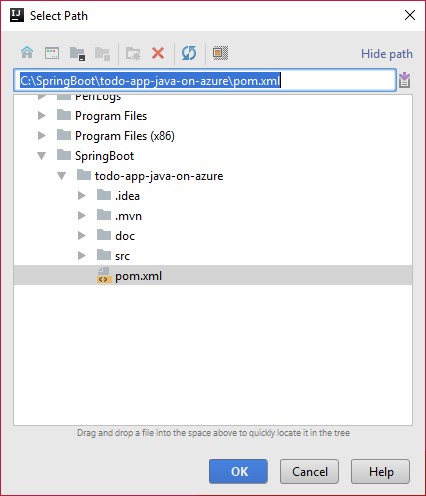 Select Path
Hide path
C:\SpringBoot\todo-app-java-on-azure\pom.xml
PerfLogs
Program Files
Program Files (x86)
SpringBoot
todo-app-java-on-azure
.idea
.mvn
doc
src
pom.xml
Drag and drop a file into the space above to quickly locate it in the tree
OK Cancel Help